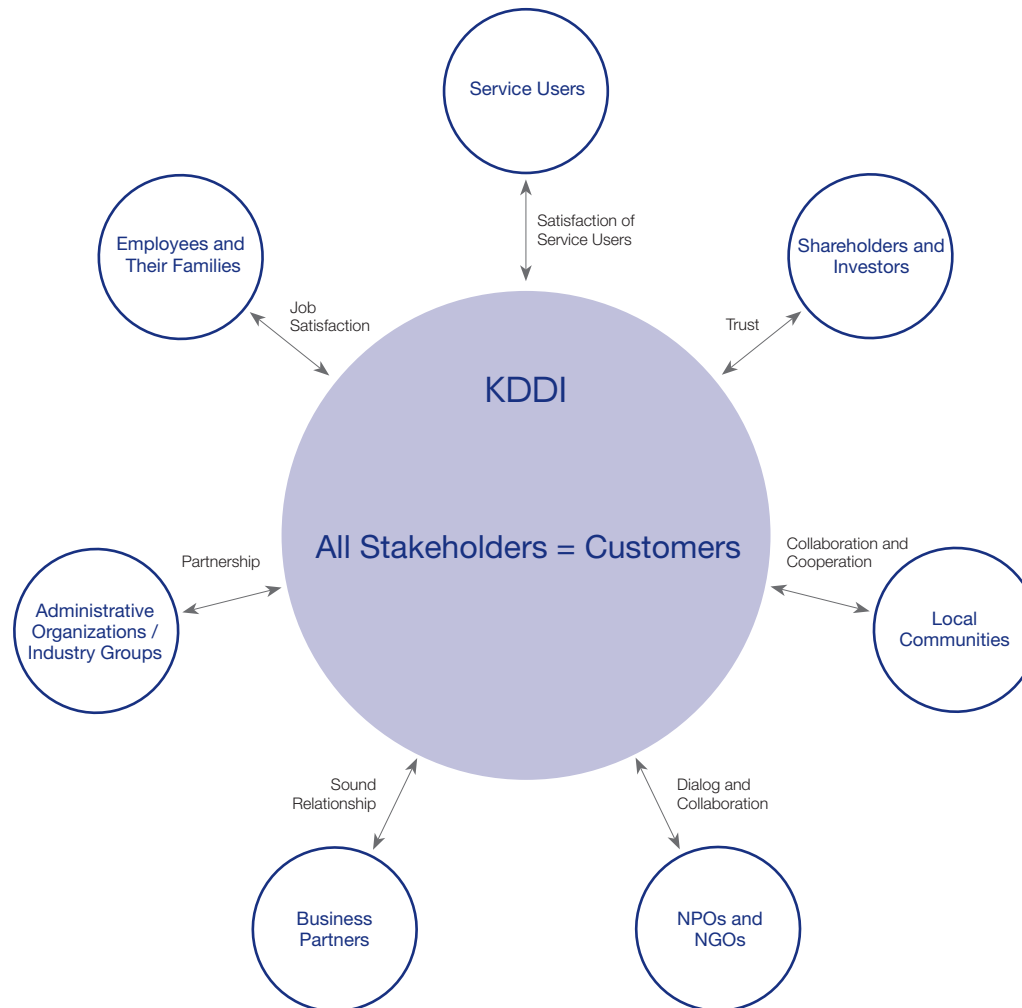 Service Users
Satisfaction of
Service Users
Employees and
Their Families
Shareholders and
Investors
Job
Satisfaction
Trust
KDDI
All Stakeholders = Customers
Partnership
Collaboration and
Cooperation
Administrative
Organizations /
Industry Groups
Local
Communities
Sound
Relationship
Dialog and
Collaboration
Business
Partners
NPOs and
NGOs